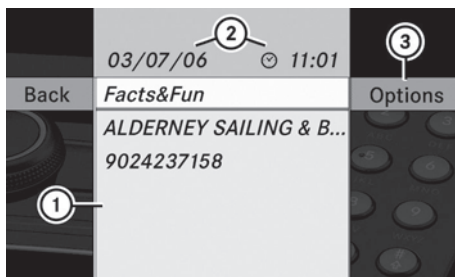 2
03/07/06 11:01
3
Back Facts&Fun Options
ALDERNEY SAILING & B...
9024237158
1